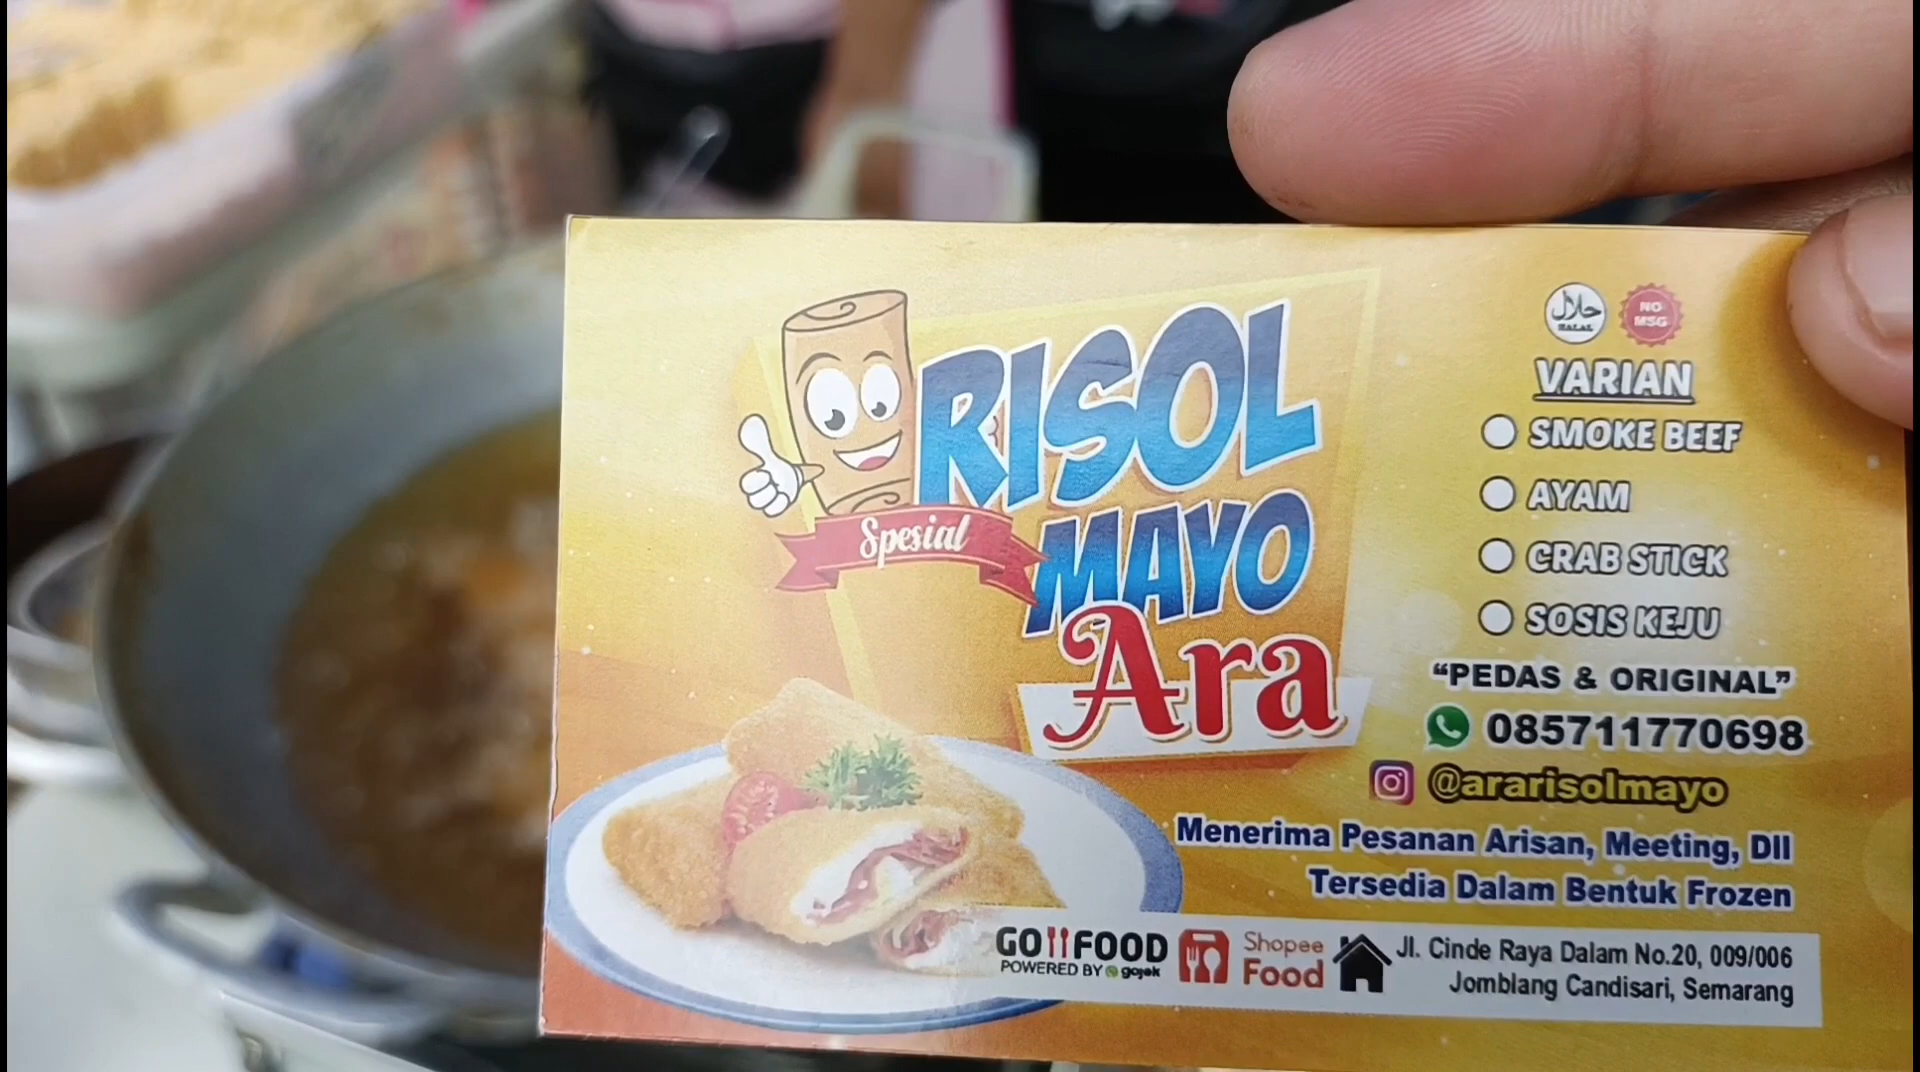 RISOL
Spesial
MAYO
Ara
حلال
HALAL
NO
MSG
VARIAN
SMOKE BEEF
AYAM
CRAB STICK
SOSIS KEJU
"PEDAS & ORIGINAL"
085711770698
@ararisolmayo
Menerima Pesanan Arisan, Meeting, Dll
Tersedia Dalam Bentuk Frozen
GOFOOD
POWERED BY gojek
Shopee
Food
Jl. Cinde Raya Dalam No.20, 009/006
Jomblang Candisari, Semarang